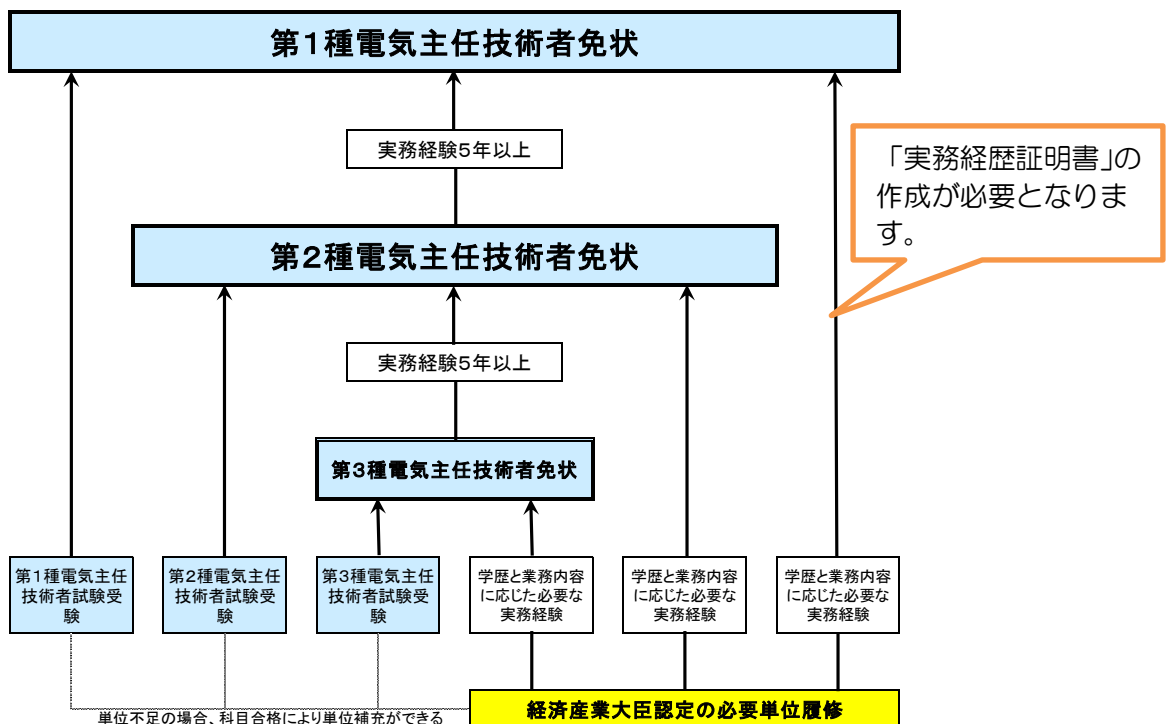 第1種電気主任技術者免状
実務経験5年以上
「実務経歴証明書」の
作成が必要となりま
す。
第2種電気主任技術者免状
実務経験5年以上
第3種電気主任技術者免状
第1種電気主任
技術者試験受
験
第2種電気主任
技術者試験受
験
第3種電気主任
技術者試験受
験
学歴と業務内容
に応じた必要な
実務経験
学歴と業務内容
に応じた必要な
実務経験
学歴と業務内容
に応じた必要な
実務経験
単位不足の場合、科目合格により単位補充ができる
経済産業大臣認定の必要単位履修